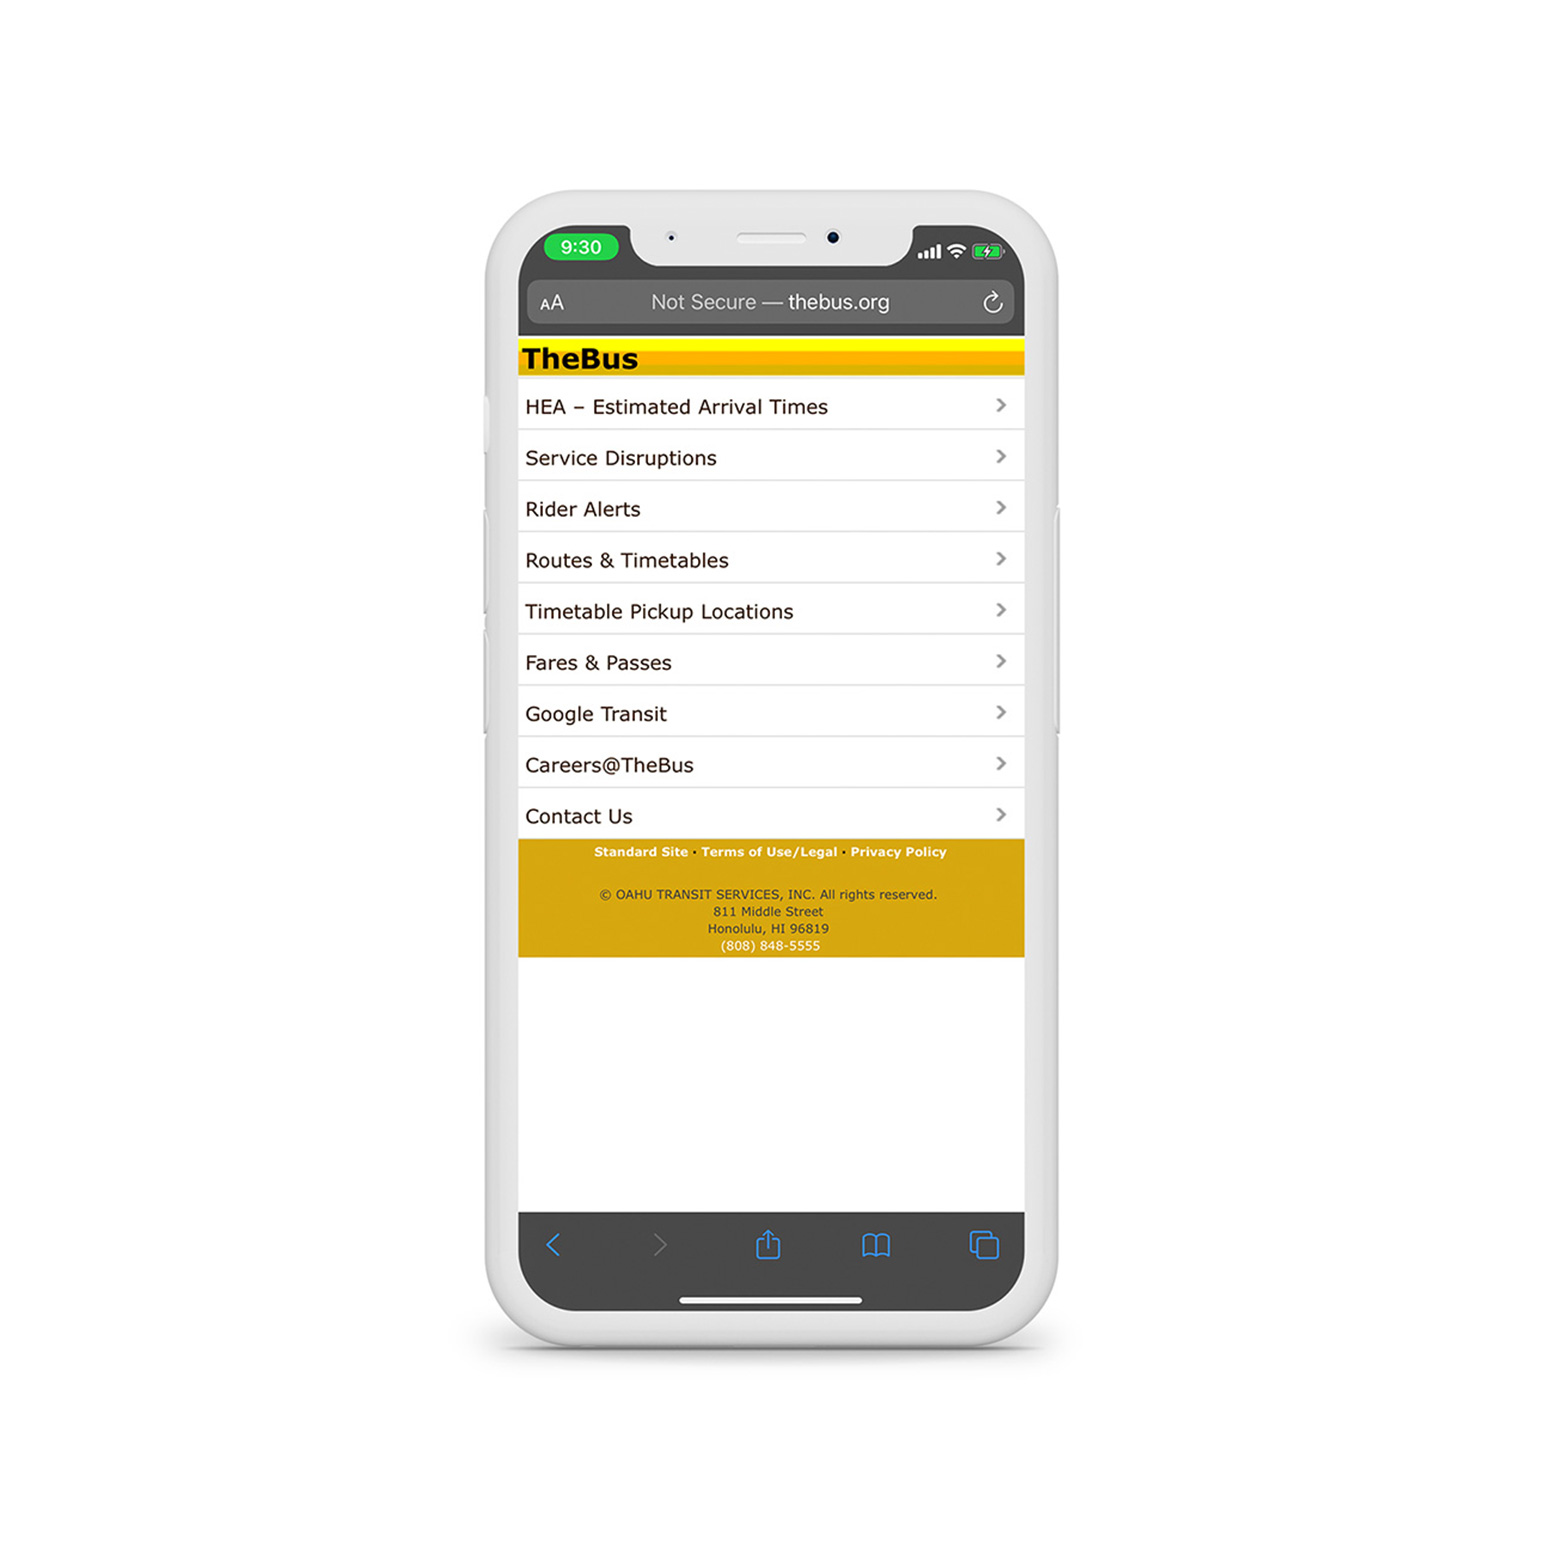 9:30
AA Not Secure — thebus.org
TheBus
HEA – Estimated Arrival Times
Service Disruptions
Rider Alerts
Routes & Timetables
Timetable Pickup Locations
Fares & Passes
Google Transit
Careers@TheBus
Contact Us
Standard Site · Terms of Use/Legal · Privacy Policy
© OAHU TRANSIT SERVICES, INC. All rights reserved.
811 Middle Street
Honolulu, HI 96819
(808) 848-5555